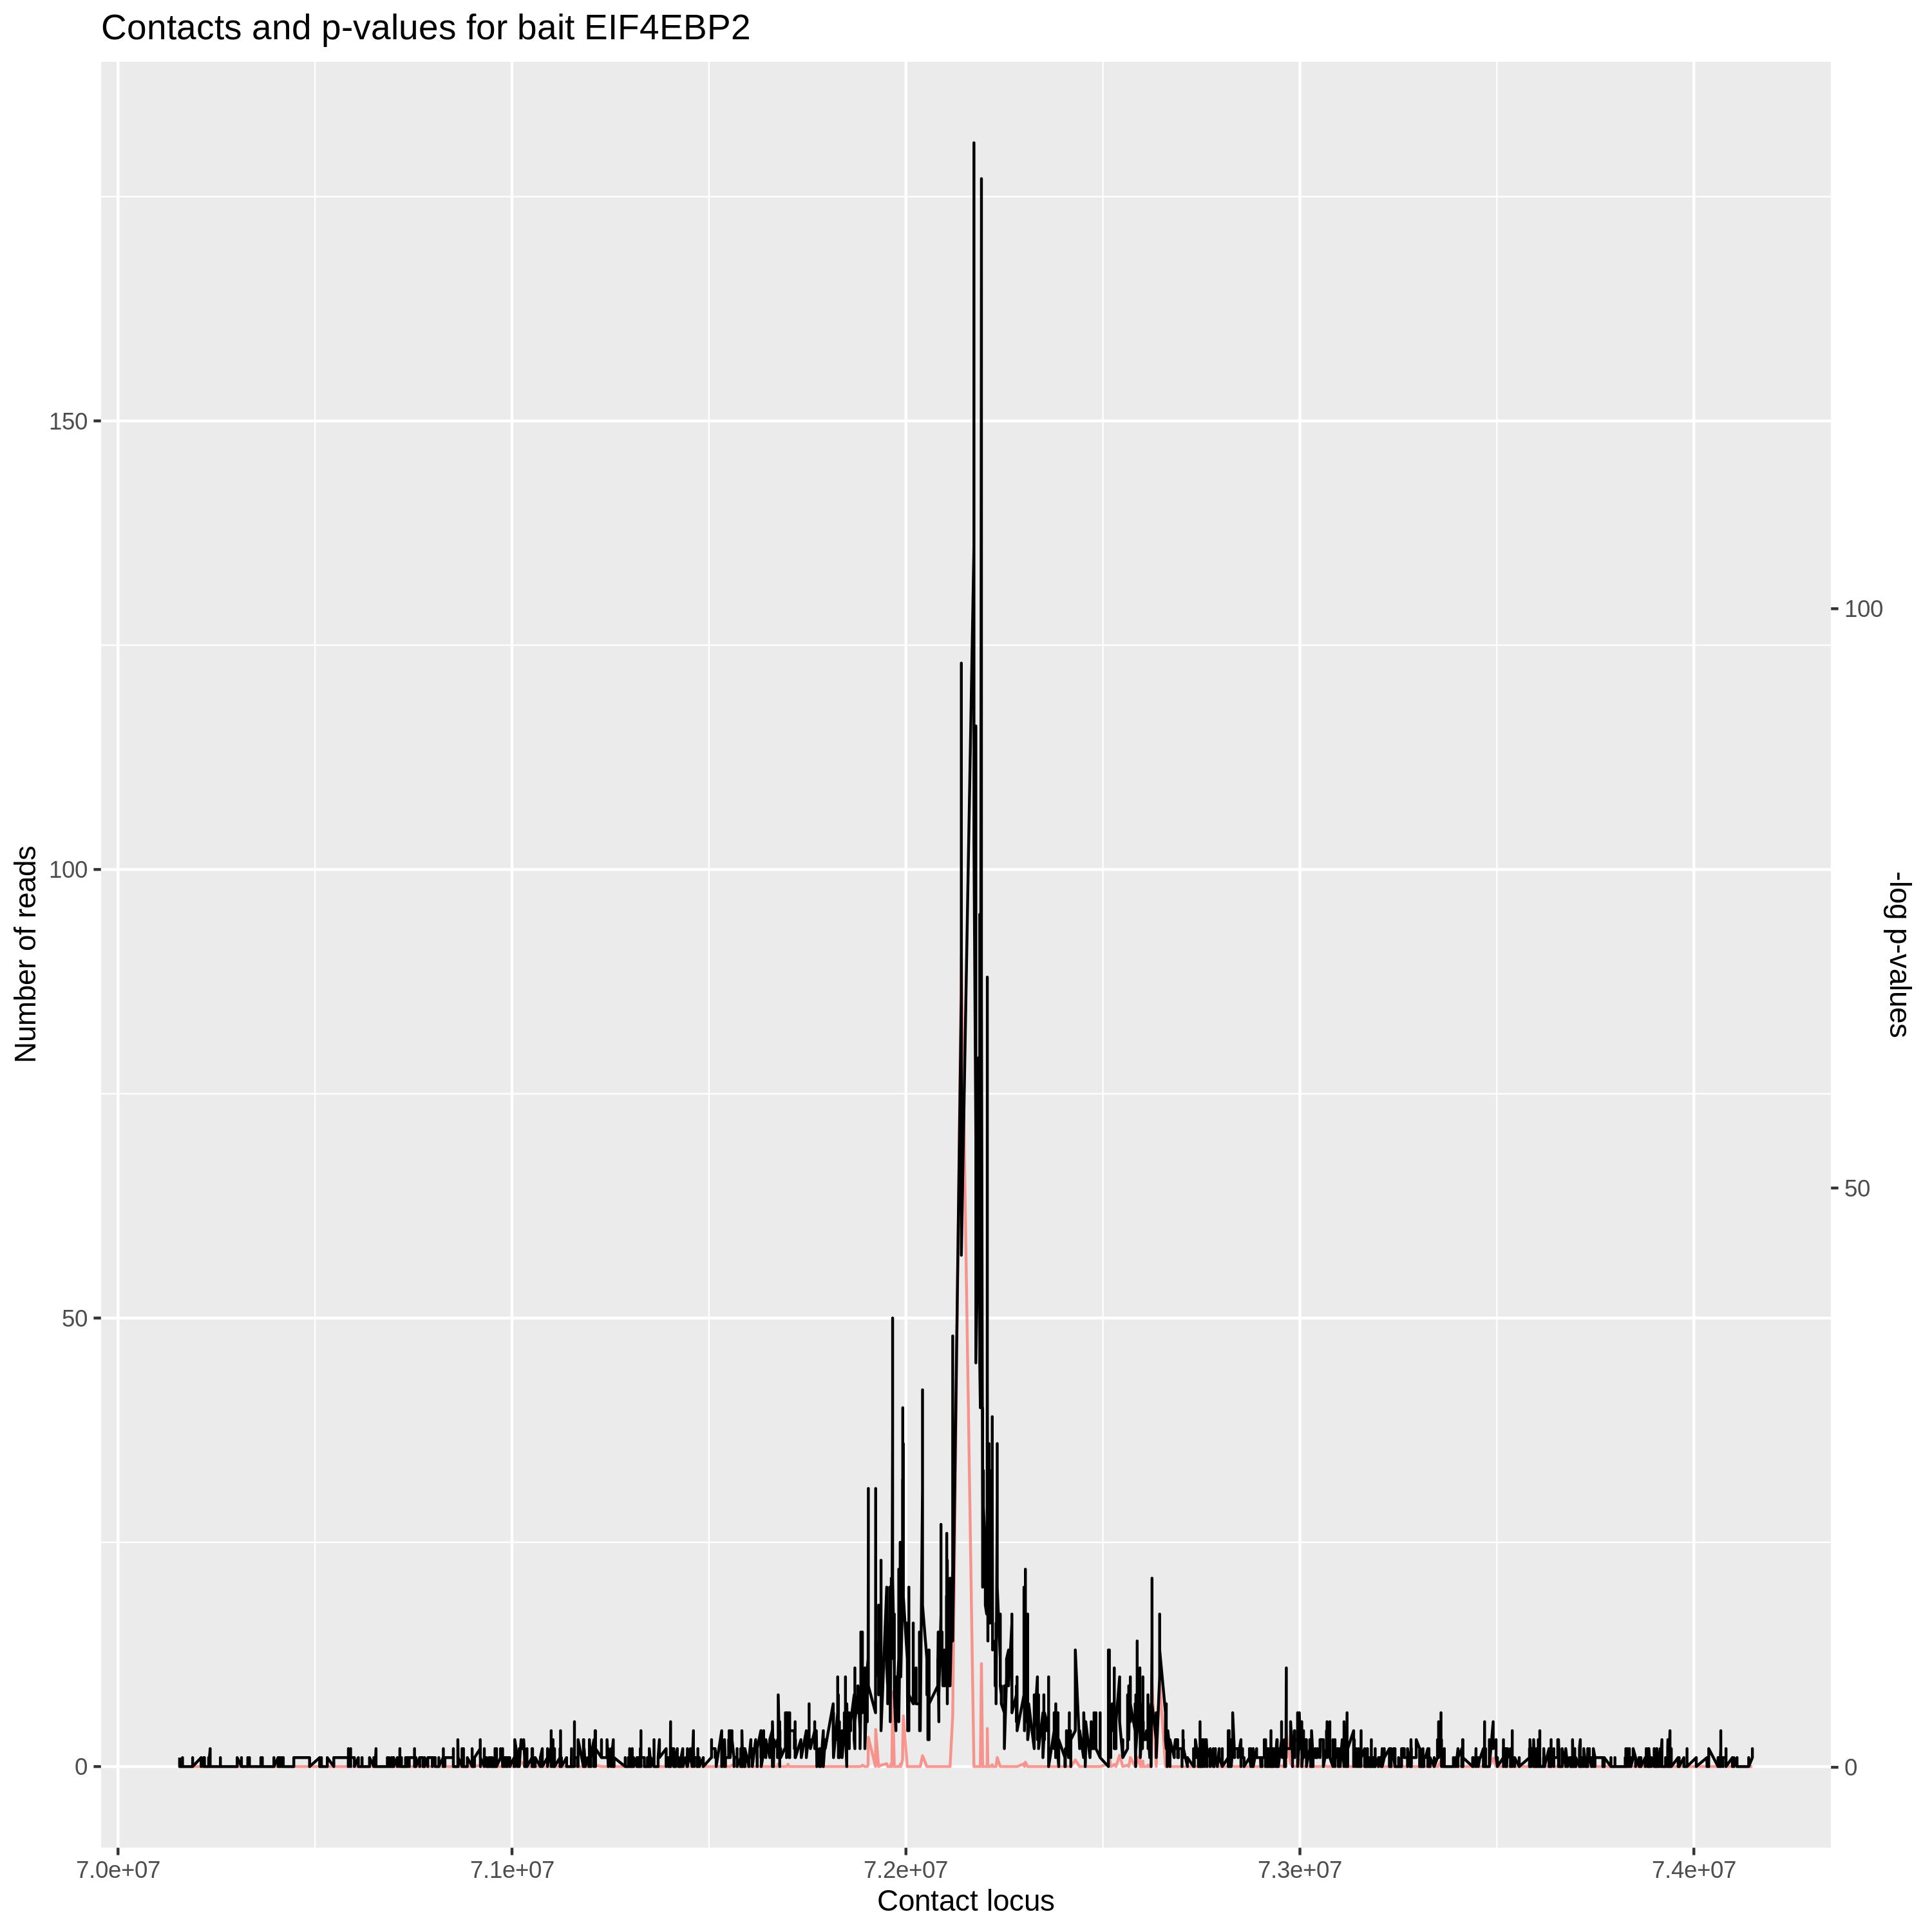 Contacts and p-values for bait EIF4EBP2
Number of reads
150
100
50
0
100
50
0
-log p-values
7.0e+07
7.1e+07
7.2e+07
7.3e+07
7.4e+07
Contact locus